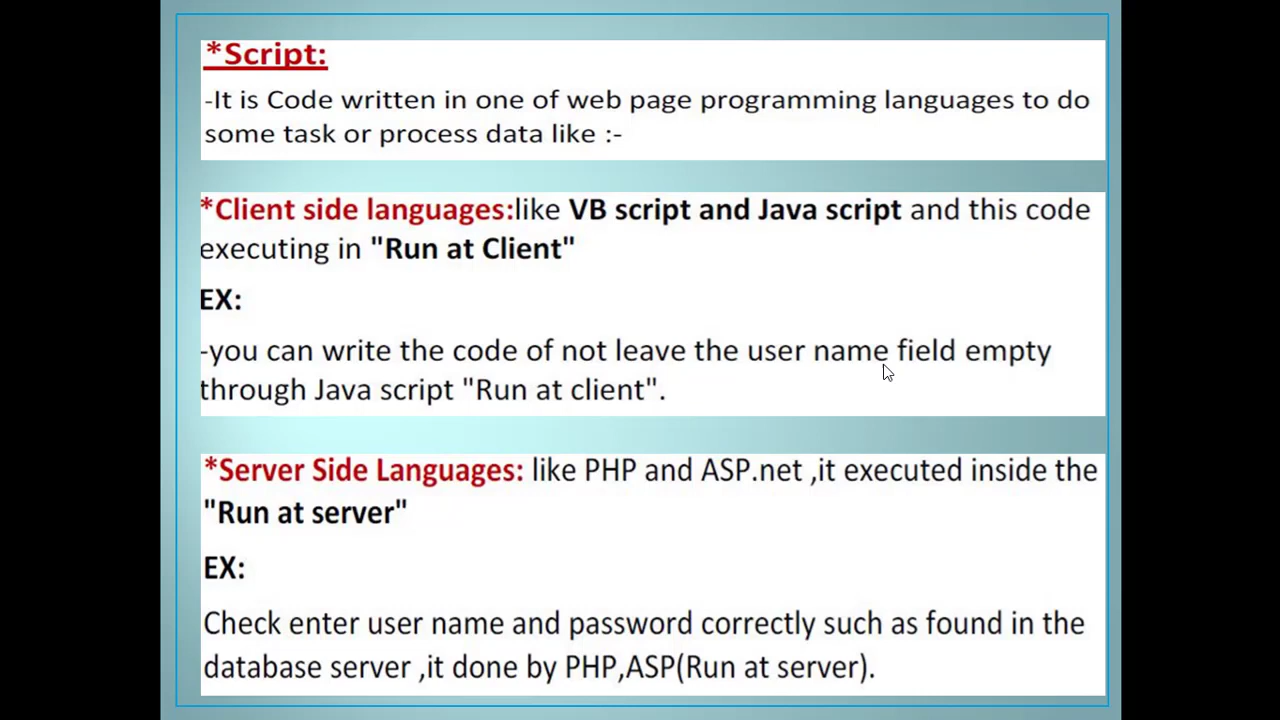 *Script:
-It is Code written in one of web page programming languages to do
some task or process data like :-
*Client side languages:like VB script and Java script and this code
executing in "Run at Client"
EX:
-you can write the code of not leave the user name field empty
through Java script "Run at client".
*Server Side Languages: like PHP and ASP.net ,it executed inside the
"Run at server"
EX:
Check enter user name and password correctly such as found in the
database server ,it done by PHP,ASP(Run at server).